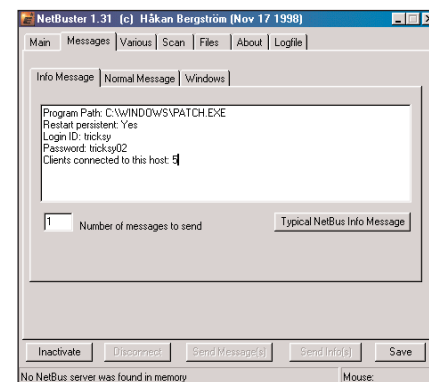 NetBuster 1.31 (c) Håkan Bergström (Nov 17 1998)
Main Messages Various Scan Files About Logfile
Info Message Normal Message Windows
Program Path: C:\WINDOWS\PATCH.EXE
Restart persistent: Yes
Login ID: tricksy
Password: tricksy02
Clients connected to this host: 5
1 Number of messages to send Typical NetBus Info Message
Inactivate Disconnect Send Message(s) Send Info(s) Save
No NetBus server was found in memory Mouse: